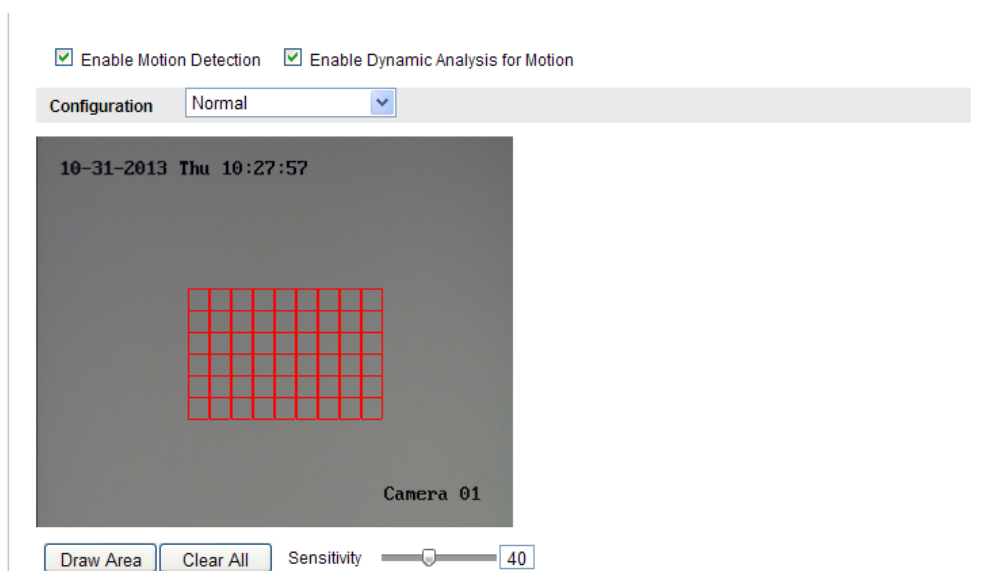 Enable Motion Detection Enable Dynamic Analysis for Motion
Configuration Normal
10-31-2013 Thu 10:27:57
Camera 01
Draw Area Clear All Sensitivity 40